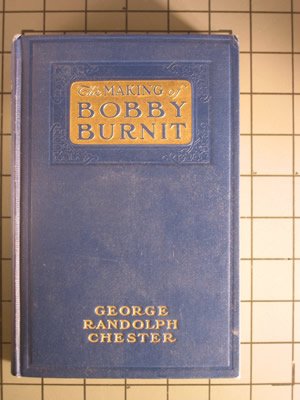 The MAKING of
BOBBY
BURNIT
GEORGE
RANDOLPH
CHESTER